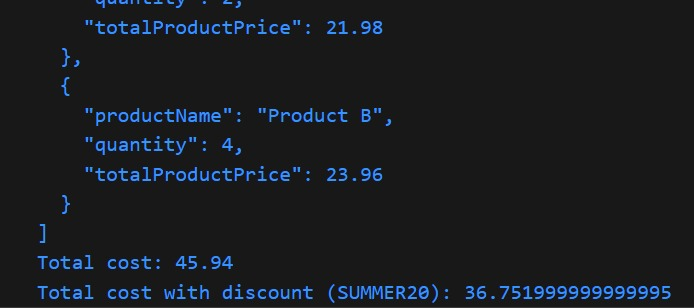 "quantity": 2,
"totalProductPrice": 21.98
},
{
"productName": "Product B",
"quantity": 4,
"totalProductPrice": 23.96
}
]
Total cost: 45.94
Total cost with discount (SUMMER20): 36.751999999999995